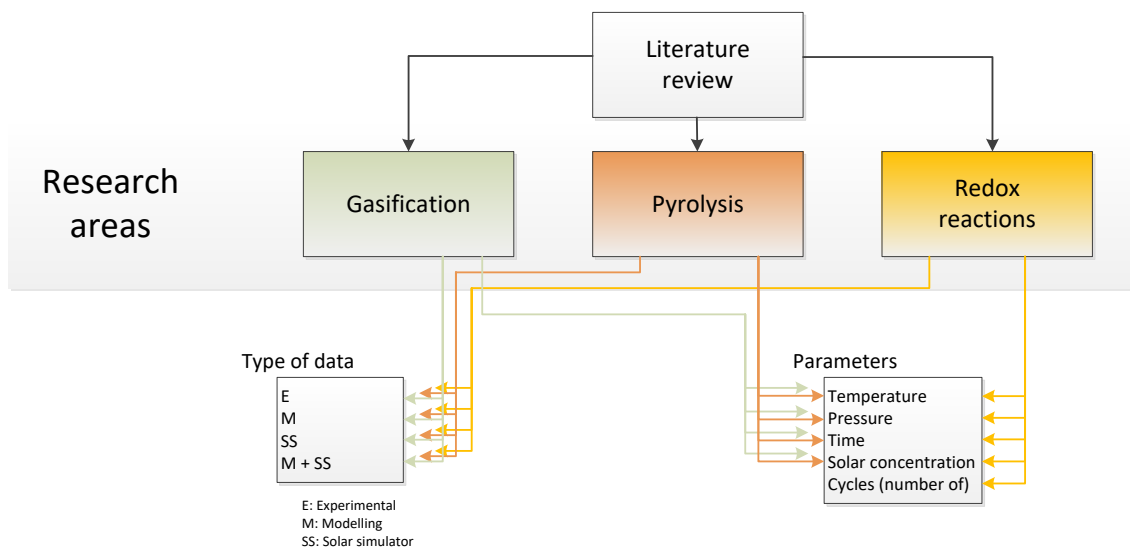 Literature
review
Research
areas
Gasification
Pyrolysis
Redox
reactions
Type of data
E
M
SS
M + SS
E: Experimental
M: Modelling
SS: Solar simulator
Parameters
Temperature
Pressure
Time
Solar concentration
Cycles (number of)